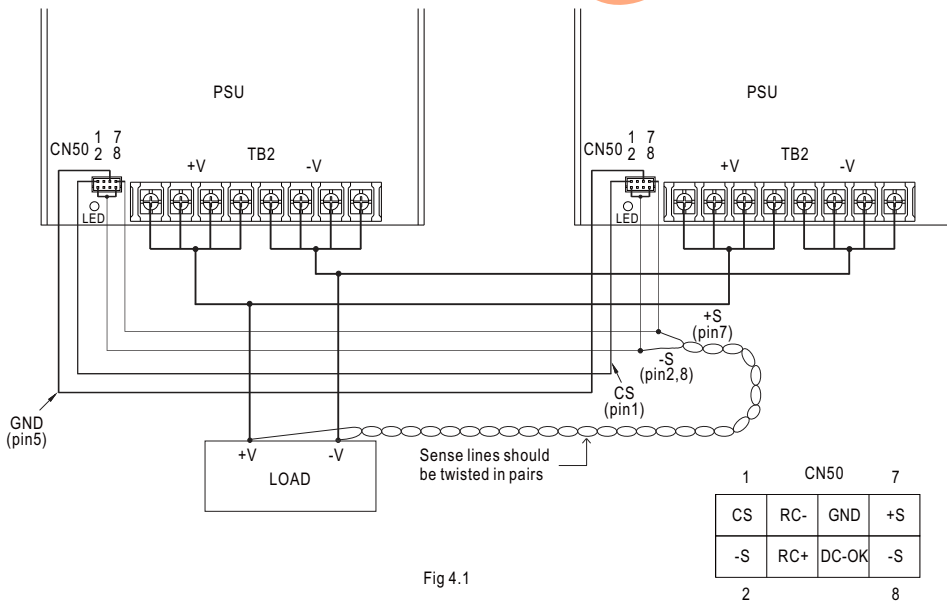 PSU
PSU
1 7
CN50 2 8
+V TB2 -V
LED
1 7
CN50 2 8
+V TB2 -V
LED
+S
(pin7)
-S
(pin2,8)
CS
(pin1)
GND
(pin5)
+V -V
LOAD
Sense lines should
be twisted in pairs
1 CN50 7
CS RC- GND +S
-S RC+ DC-OK -S
2 8
Fig 4.1